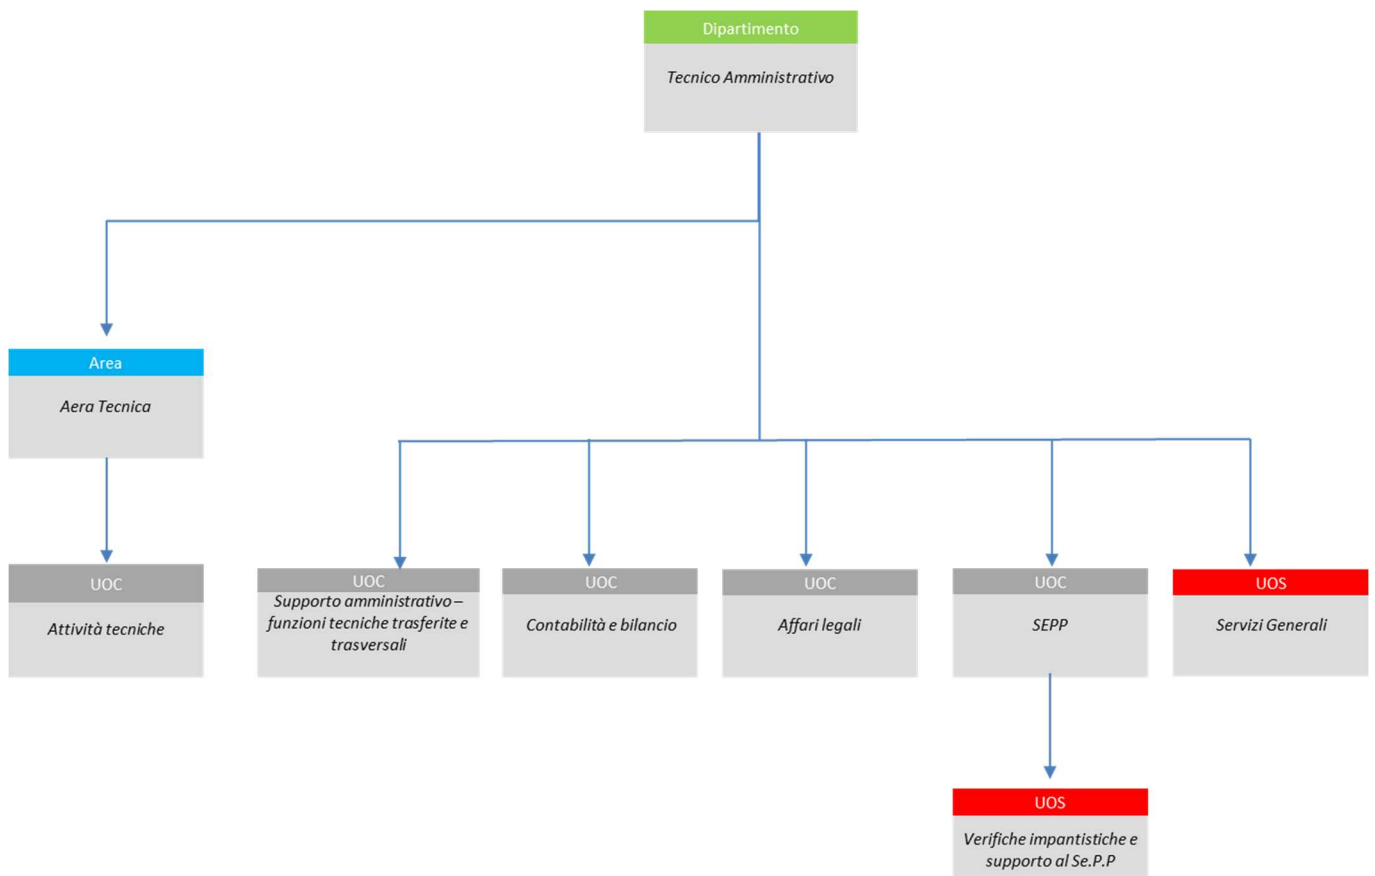 Dipartimento
Tecnico Amministrativo
Area
Aera Tecnica
UOC
Attività tecniche
UOC
Supporto amministrativo –
funzioni tecniche trasferite e
trasversali
UOC
Contabilità e bilancio
UOC
Affari legali
UOC
SEPP
UOS
Servizi Generali
UOS
Verifiche impantistiche e
supporto al Se.P.P